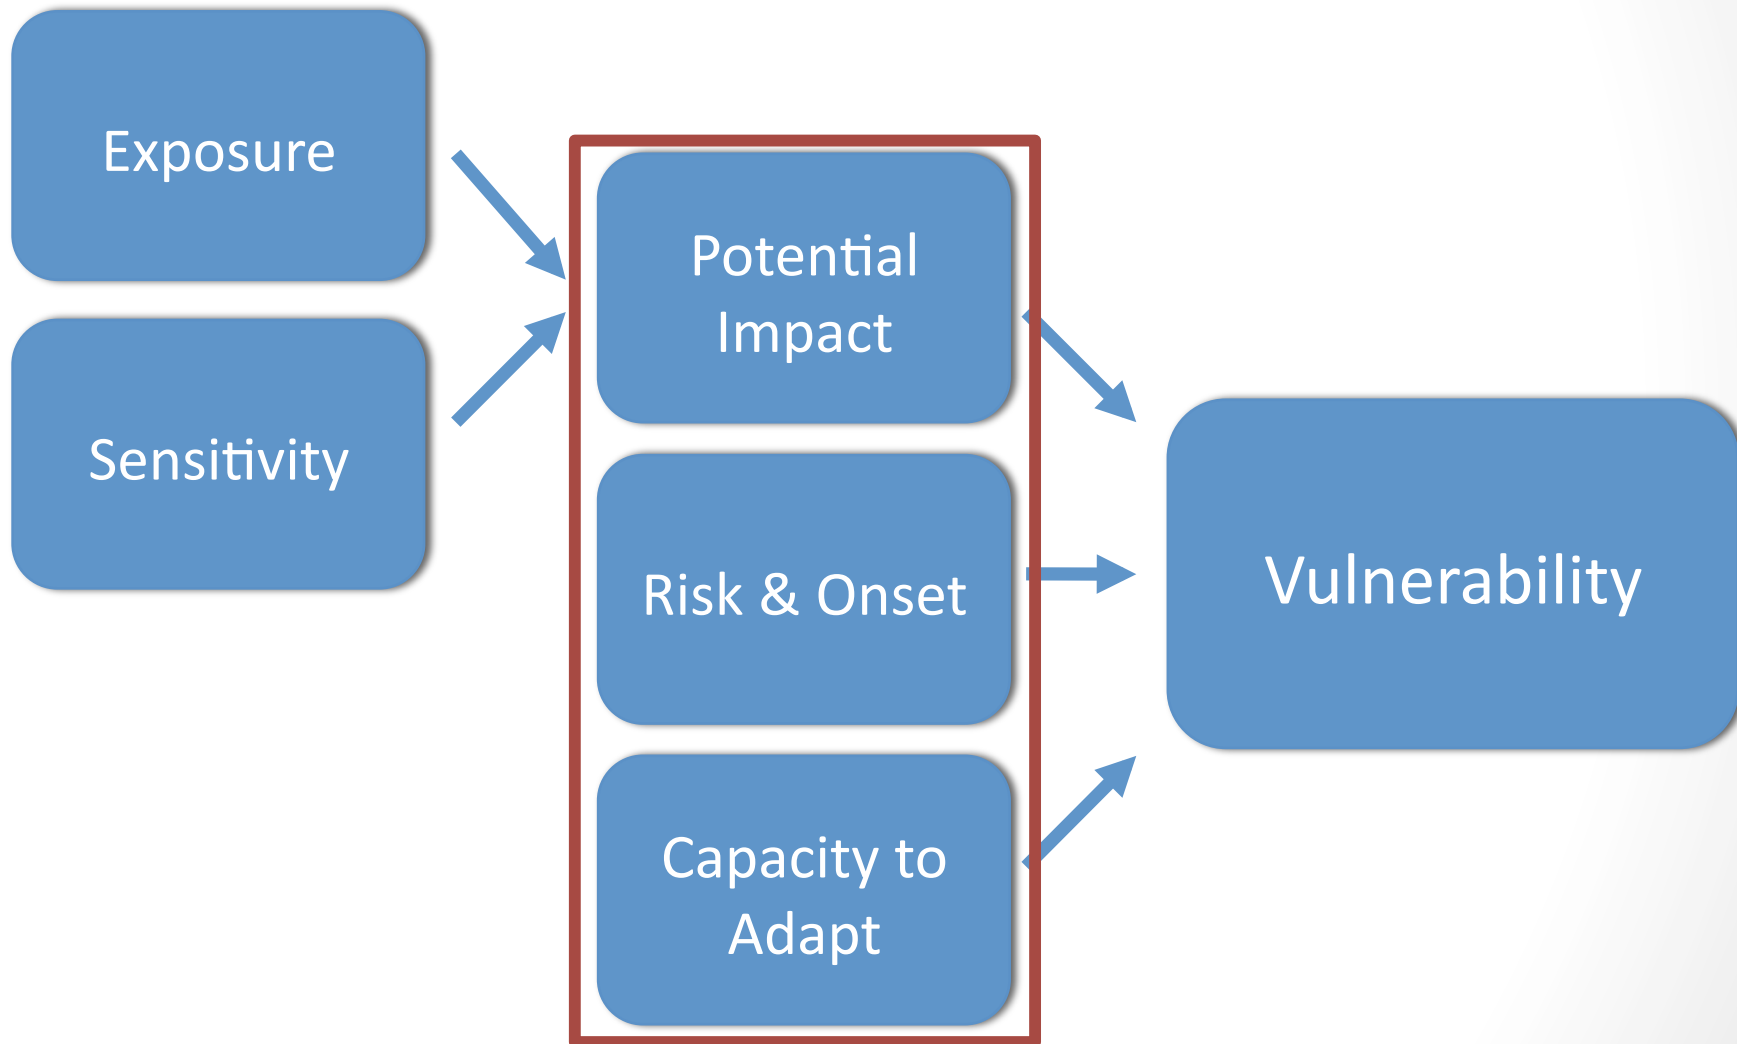 Exposure
Sensitivity
Potential
Impact
Risk & Onset
Capacity to
Adapt
Vulnerability